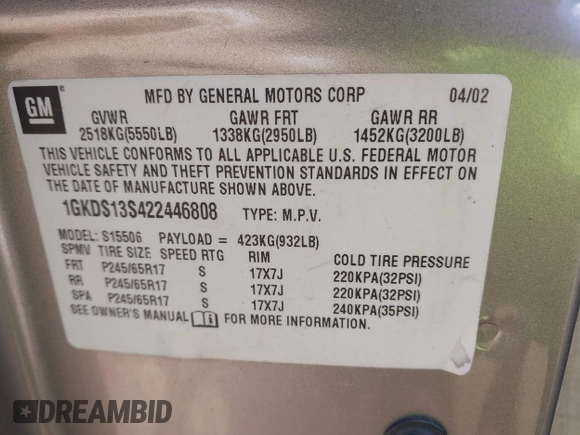 GM
®
MFD BY GENERAL MOTORS CORP 04/02
GVWR GAWR FRT GAWR RR
2518KG(5550LB) 1338KG(2950LB) 1452KG(3200LB)
THIS VEHICLE CONFORMS TO ALL APPLICABLE U.S. FEDERAL MOTOR
VEHICLE SAFETY AND THEFT PREVENTION STANDARDS IN EFFECT ON
THE DATE OF MANUFACTURE SHOWN ABOVE.
1GKDS13S422446808 TYPE: M.P.V.
MODEL: S15506 PAYLOAD = 423KG(932LB)
SPMV TIRE SIZE SPEED RTG RIM COLD TIRE PRESSURE
FRT P245/65R17 S 17X7J 220KPA(32PSI)
RR P245/65R17 S 17X7J 220KPA(32PSI)
SPA P245/65R17 S 17X7J 240KPA(35PSI)
SEE OWNER'S MANUAL FOR MORE INFORMATION.
DREAMBID